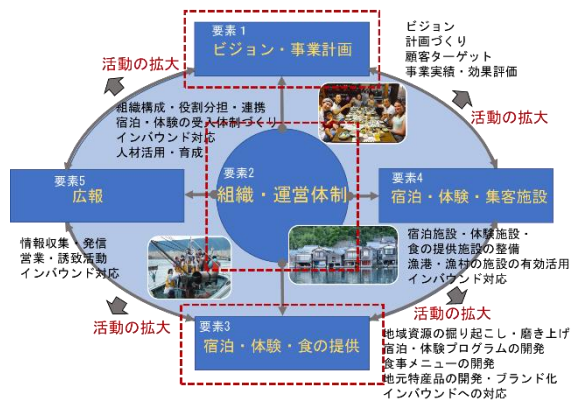 要素1
ビジョン・事業計画
ビジョン
計画づくり
顧客ターゲット
事業実績・効果評価
活動の拡大
活動の拡大
組織構成・役割分担・連携
宿泊・体験の受入体制づくり
インバウンド対応
人材活用・育成
要素5
広報
要素2
組織・運営体制
要素4
宿泊・体験・集客施設
情報収集・発信
営業・誘致活動
インバウンド対応
宿泊施設・体験施設・
食の提供施設の整備
漁港・漁村の施設の有効活用
インバウンド対応
活動の拡大
活動の拡大
要素3
宿泊・体験・食の提供
地域資源の掘り起こし・磨き上げ
宿泊・体験プログラムの開発
食事メニューの開発
地元特産品の開発・ブランド化
インバウンドへの対応